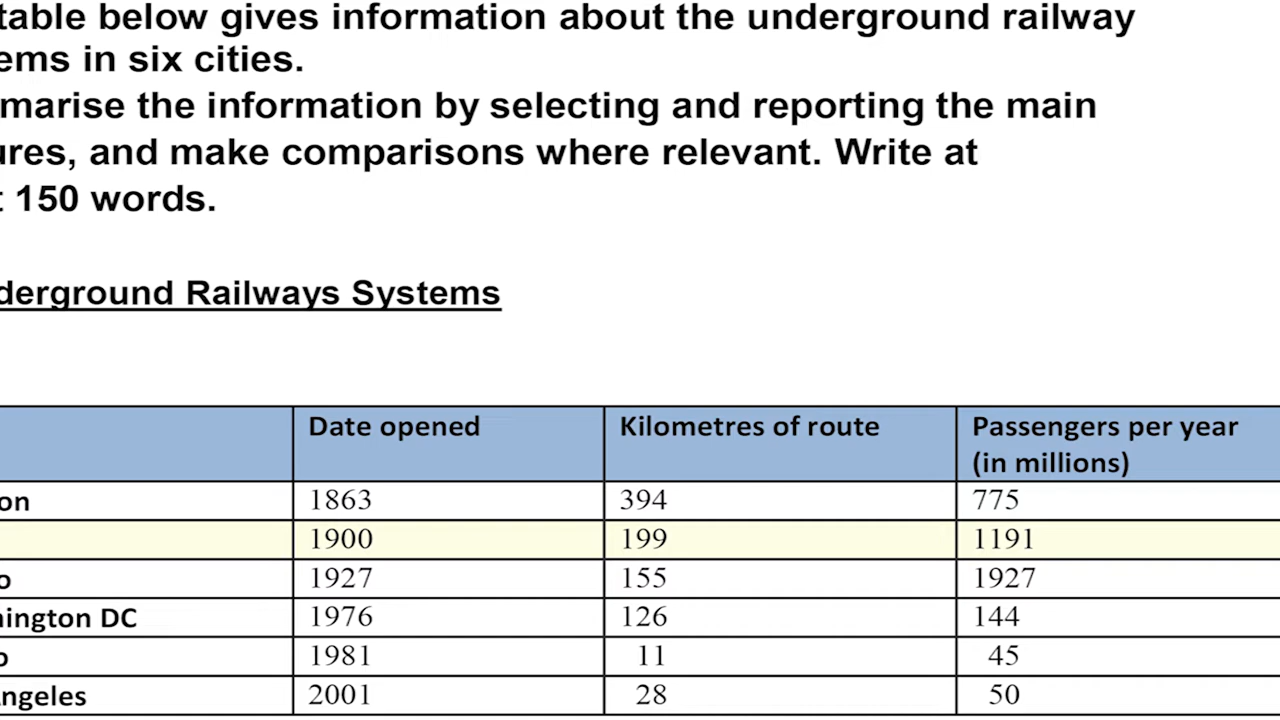 table below gives information about the underground railway
ems in six cities.
marise the information by selecting and reporting the main
ures, and make comparisons where relevant. Write at
t 150 words.
derground Railways Systems
Date opened Kilometres of route Passengers per year
(in millions)
on 1863 394 775
1900 199 1191
o 1927 155 1927
ington DC 1976 126 144
o 1981 11 45
ngeles 2001 28 50